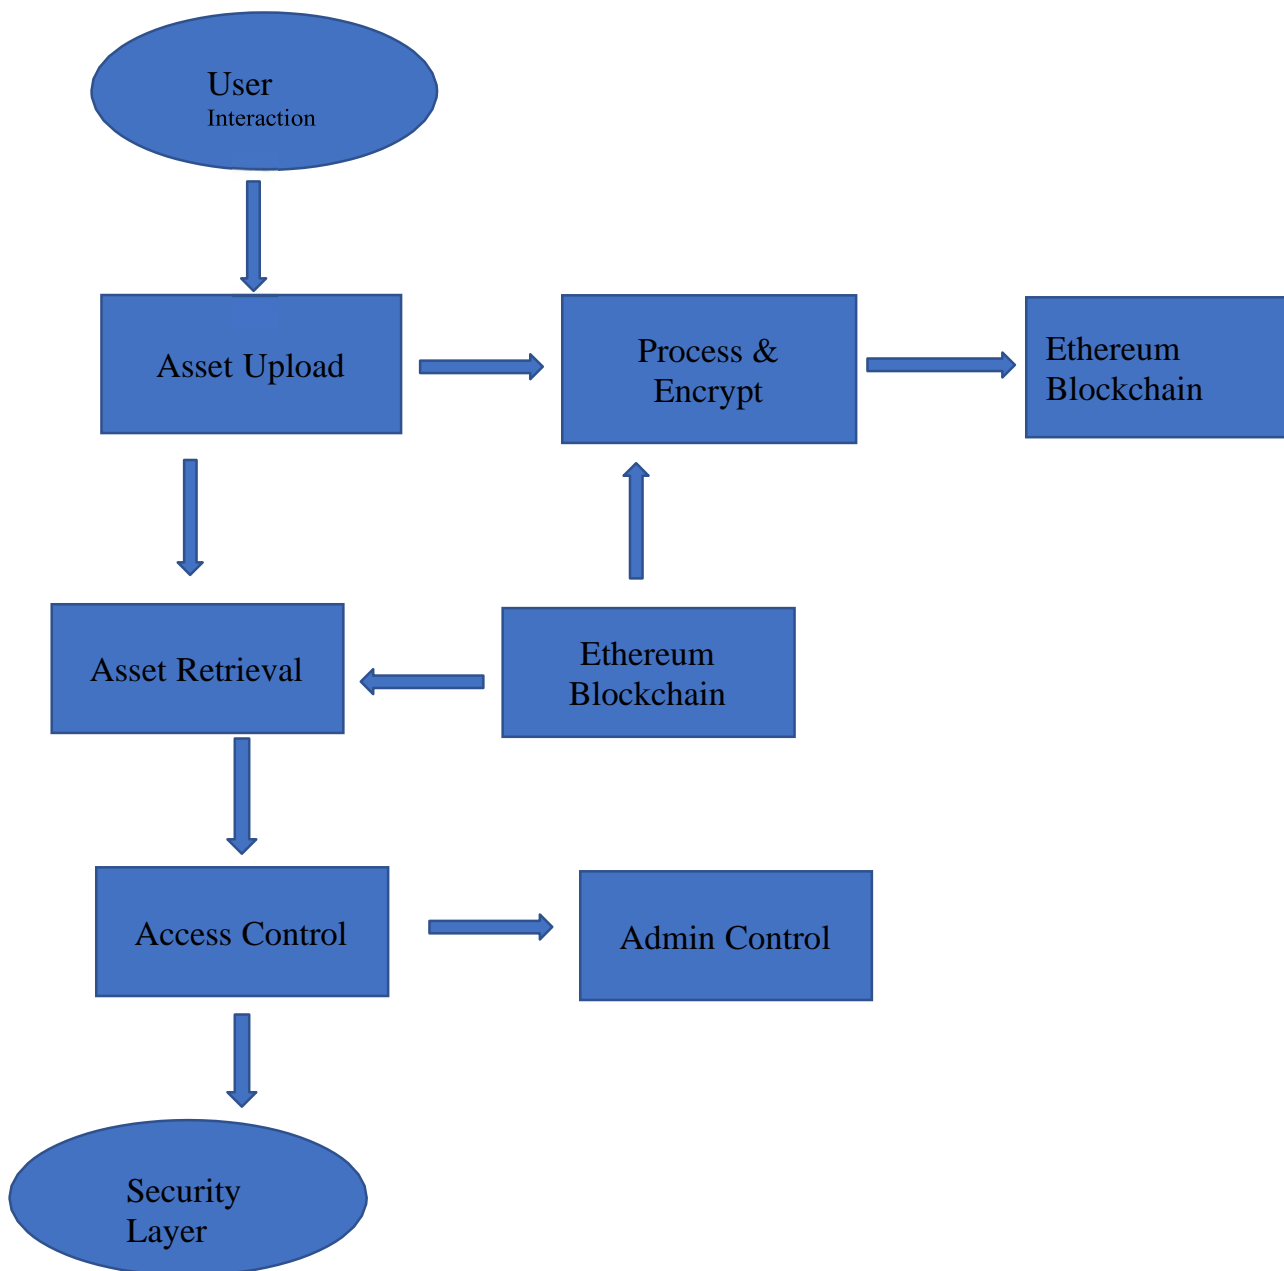 User
Interaction
Asset Upload
Process &
Encrypt
Ethereum
Blockchain
Asset Retrieval
Ethereum
Blockchain
Access Control
Admin Control
Security
Layer